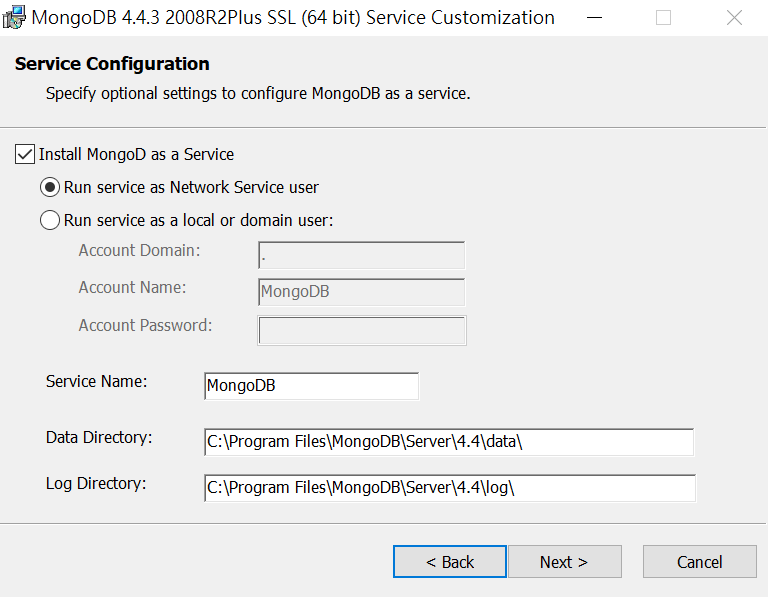 MongoDB 4.4.3 2008R2Plus SSL (64 bit) Service Customization
Service Configuration
Specify optional settings to configure MongoDB as a service.
Install MongoD as a Service
Run service as Network Service user
Run service as a local or domain user:
Account Domain: .
Account Name: MongoDB
Account Password:
Service Name: MongoDB
Data Directory: C:\Program Files\MongoDB\Server\4.4\data\
Log Directory: C:\Program Files\MongoDB\Server\4.4\log\
< Back Next > Cancel